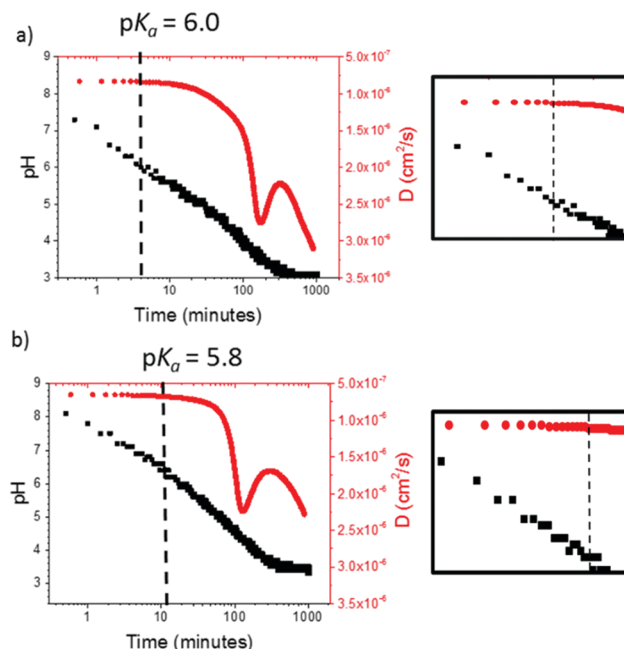 pKa = 6.0
a)
9
8
7
6
5
4
3
pH
5.0x10⁻⁷
1.0x10⁻⁶
1.5x10⁻⁶
2.0x10⁻⁶
2.5x10⁻⁶
3.0x10⁻⁶
3.5x10⁻⁶
D (cm²/s)
1 10 100 1000
Time (minutes)
b)
pKa = 5.8
9
8
7
6
5
4
3
pH
5.0x10⁻⁷
1.0x10⁻⁶
1.5x10⁻⁶
2.0x10⁻⁶
2.5x10⁻⁶
3.0x10⁻⁶
3.5x10⁻⁶
D (cm²/s)
1 10 100 1000
Time (minutes)